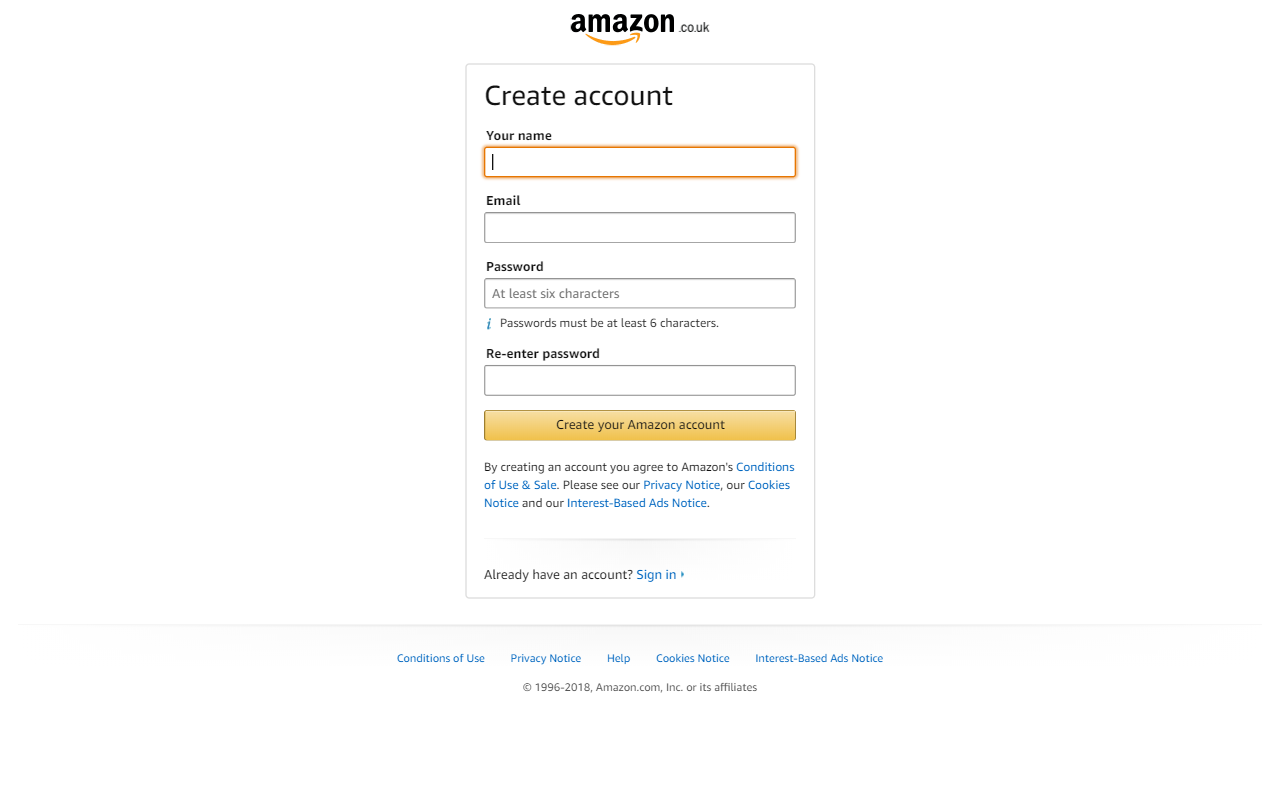 amazon.co.uk
Create account
Your name
Email
Password
At least six characters
i Passwords must be at least 6 characters.
Re-enter password
Create your Amazon account
By creating an account you agree to Amazon's Conditions
of Use & Sale. Please see our Privacy Notice, our Cookies
Notice and our Interest-Based Ads Notice.
Already have an account? Sign in
Conditions of Use Privacy Notice Help Cookies Notice Interest-Based Ads Notice
© 1996-2018, Amazon.com, Inc. or its affiliates